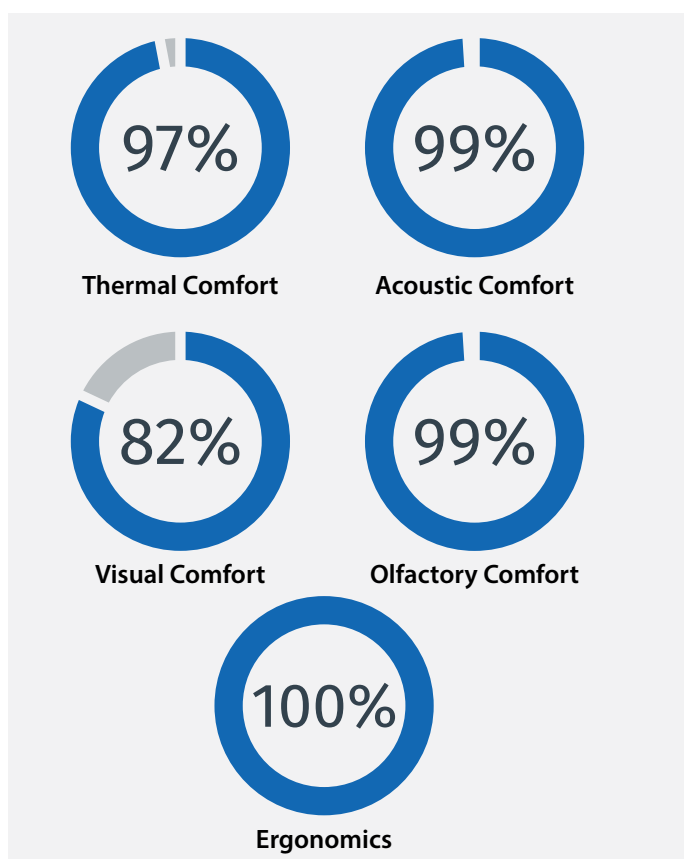 97%
99%
Thermal Comfort
Acoustic Comfort
82%
99%
Visual Comfort
Olfactory Comfort
100%
Ergonomics